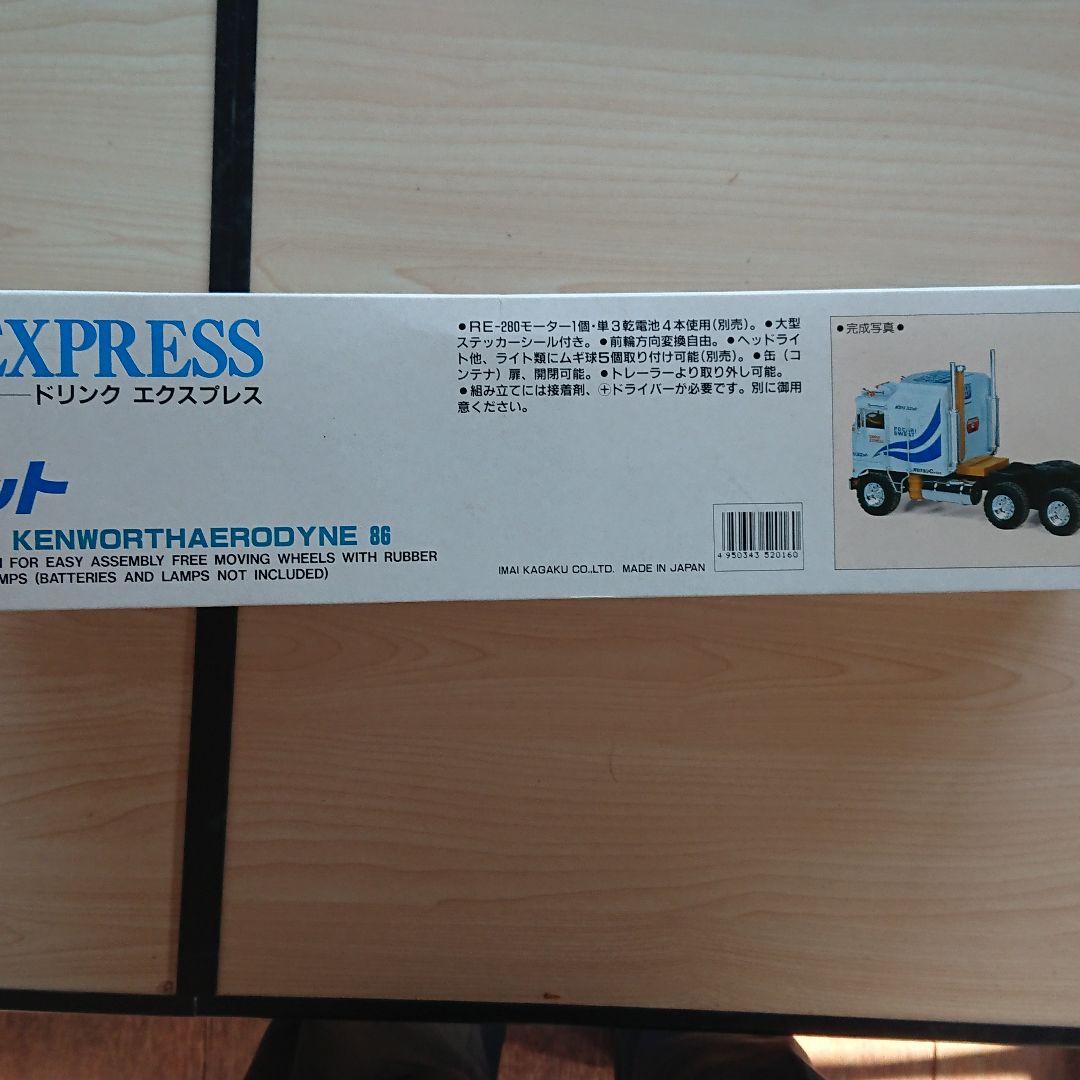 EXPRESS
ドリンク エクスプレス
ット
KENWORTHAERODYNE 86
FOR EASY ASSEMBLY FREE MOVING WHEELS WITH RUBBER
MPS (BATTERIES AND LAMPS NOT INCLUDED)
●RE-280モーター1個・単3乾電池4本使用(別売)。●大型
ステッカーシール付き。●前輪方向変換自由。●ヘッドライ
ト他、ライト類にムギ球5個取り付け可能(別売)。●缶(コ
ンテナ)扉、開閉可能。●トレーラーより取り外し可能。
●組み立てには接着剤、⊕ドライバーが必要です。別に御用
意ください。
IMAI KAGAKU CO.,LTD. MADE IN JAPAN
4 950343 520160
●完成写真●
POCARI
SWEAT